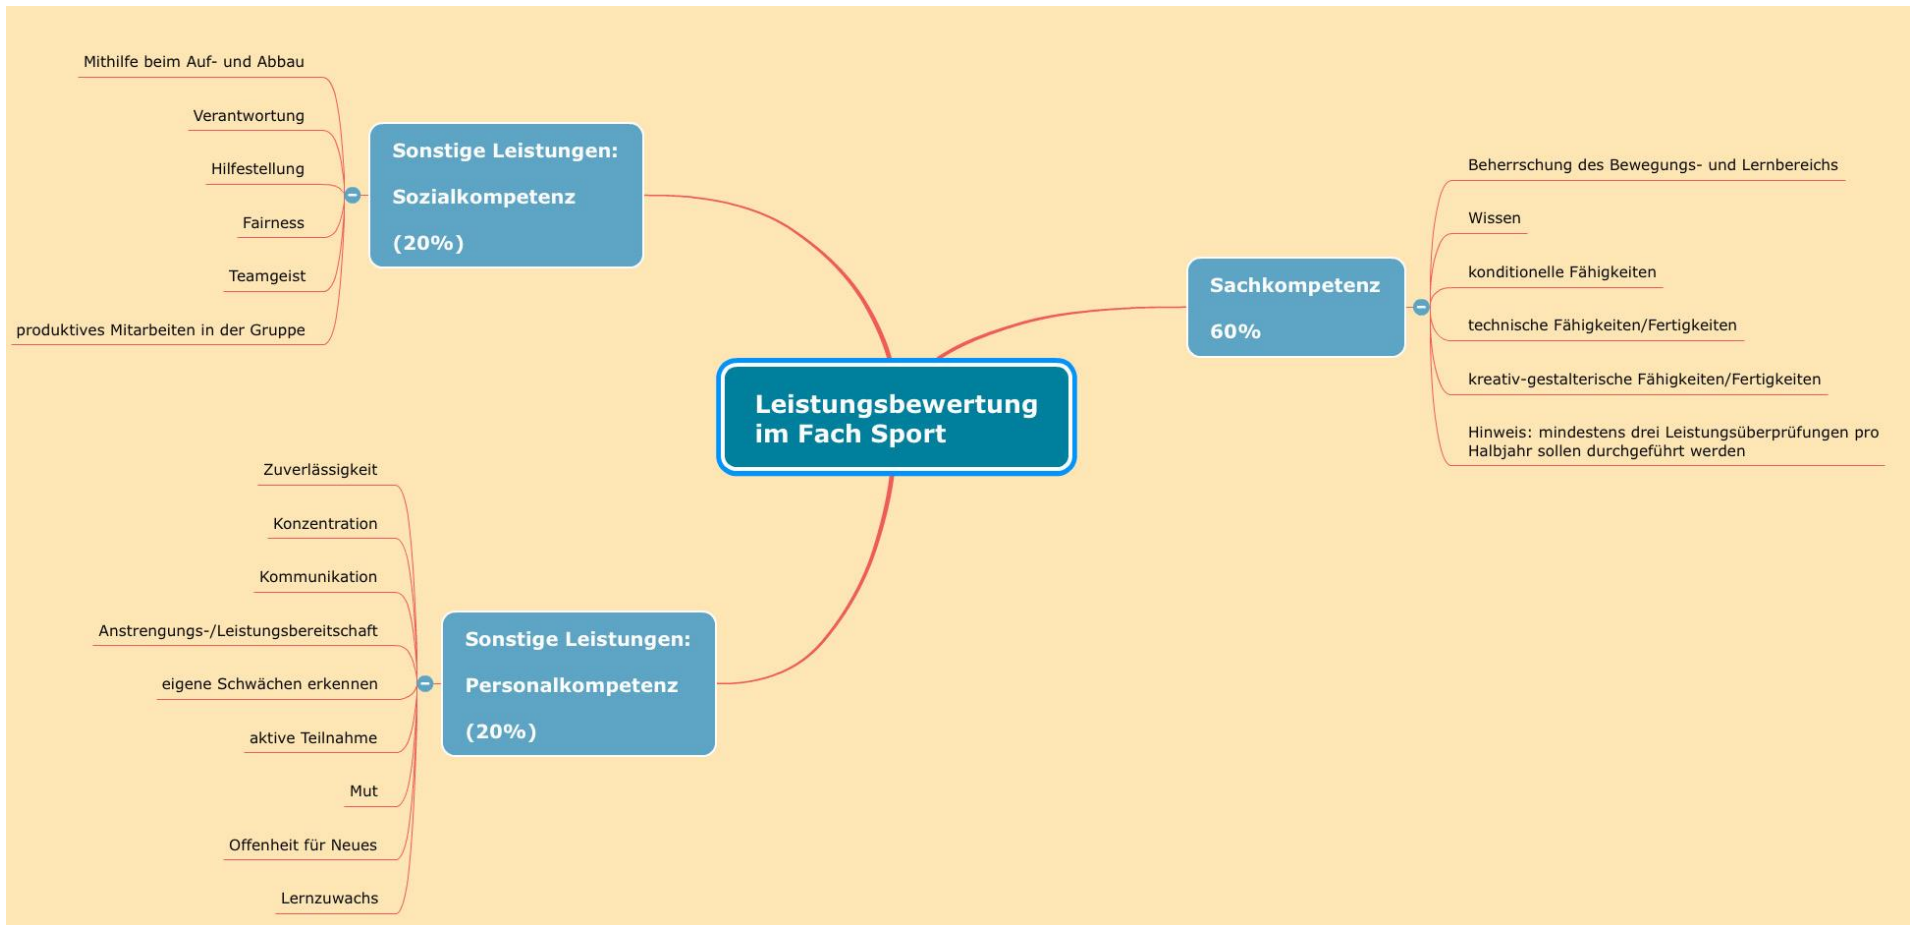 Leistungsbewertung
im Fach Sport
Sonstige Leistungen:
Sozialkompetenz
(20%)
Mithilfe beim Auf- und Abbau
Verantwortung
Hilfestellung
Fairness
Teamgeist
produktives Mitarbeiten in der Gruppe
Sachkompetenz
60%
Beherrschung des Bewegungs- und Lernbereichs
Wissen
konditionelle Fähigkeiten
technische Fähigkeiten/Fertigkeiten
kreativ-gestalterische Fähigkeiten/Fertigkeiten
Hinweis: mindestens drei Leistungsüberprüfungen pro
Halbjahr sollen durchgeführt werden
Sonstige Leistungen:
Personalkompetenz
(20%)
Zuverlässigkeit
Konzentration
Kommunikation
Anstrengungs-/Leistungsbereitschaft
eigene Schwächen erkennen
aktive Teilnahme
Mut
Offenheit für Neues
Lernzuwachs